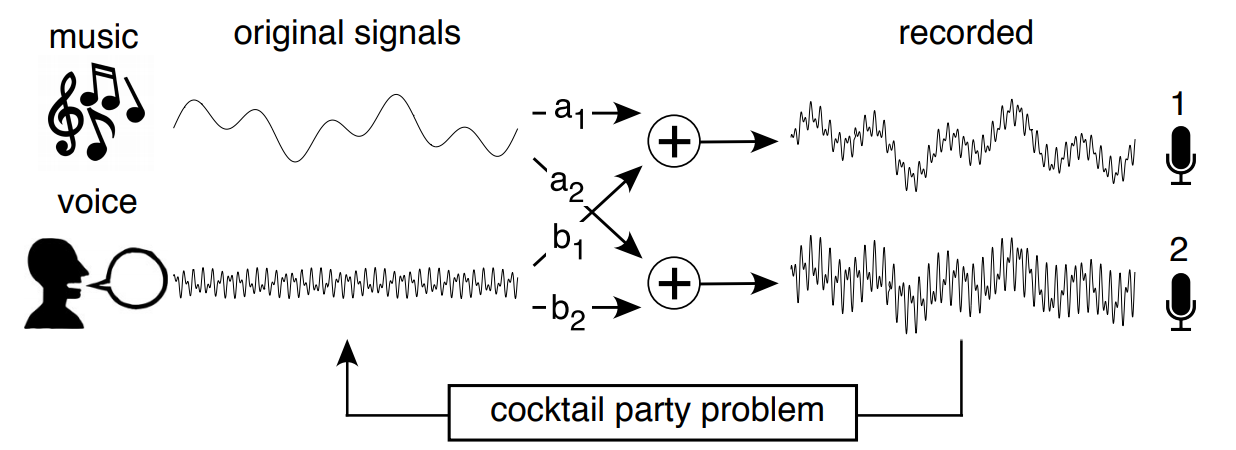 music
original signals
recorded
a1
1
a2
voice
b1
2
b2
cocktail party problem